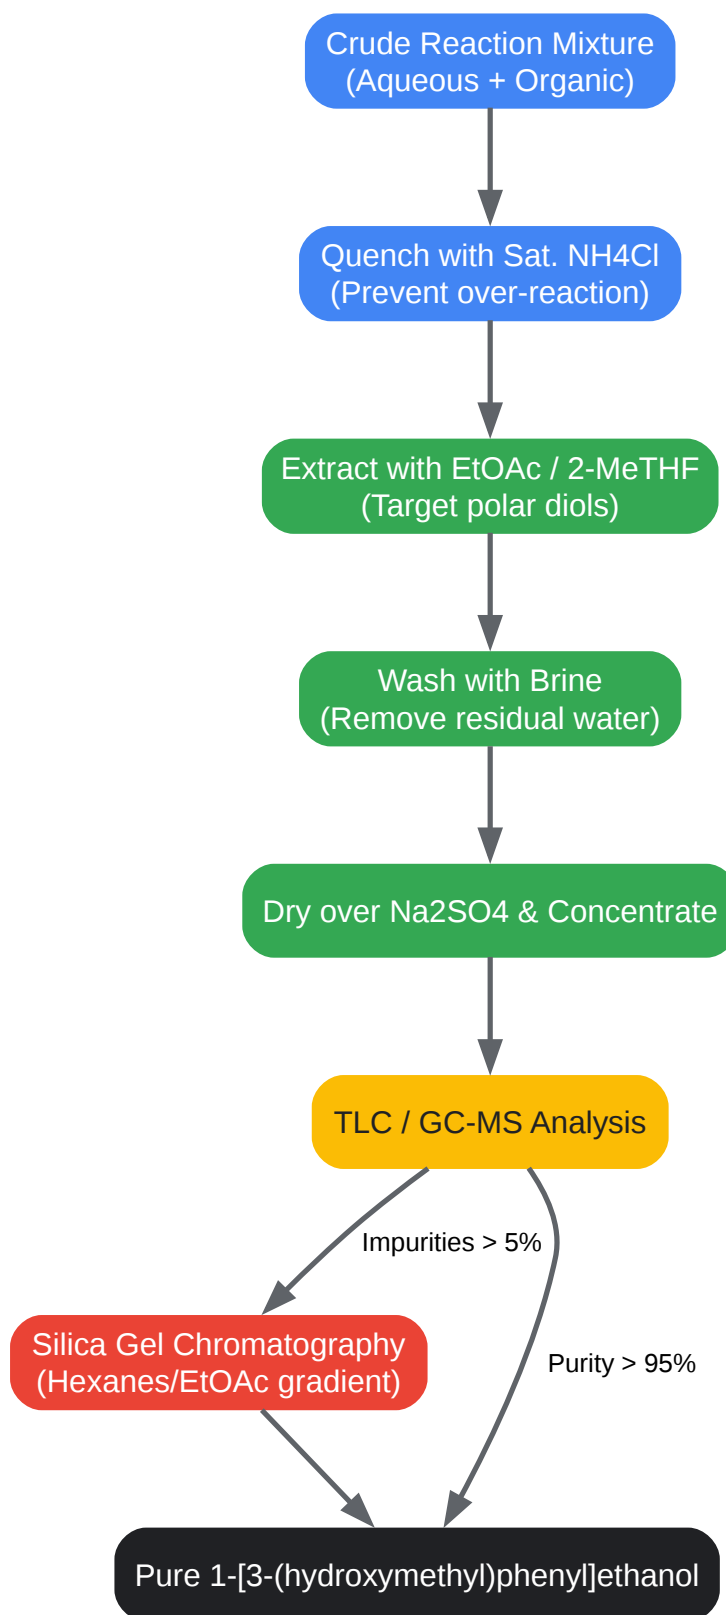 Crude Reaction Mixture
(Aqueous + Organic)
Quench with Sat. NH4Cl
(Prevent over-reaction)
Extract with EtOAc / 2-MeTHF
(Target polar diols)
Wash with Brine
(Remove residual water)
Dry over Na2SO4 & Concentrate
TLC / GC-MS Analysis
Impurities > 5%
Silica Gel Chromatography
(Hexanes/EtOAc gradient)
Purity > 95%
Pure 1-[3-(hydroxymethyl)phenyl]ethanol